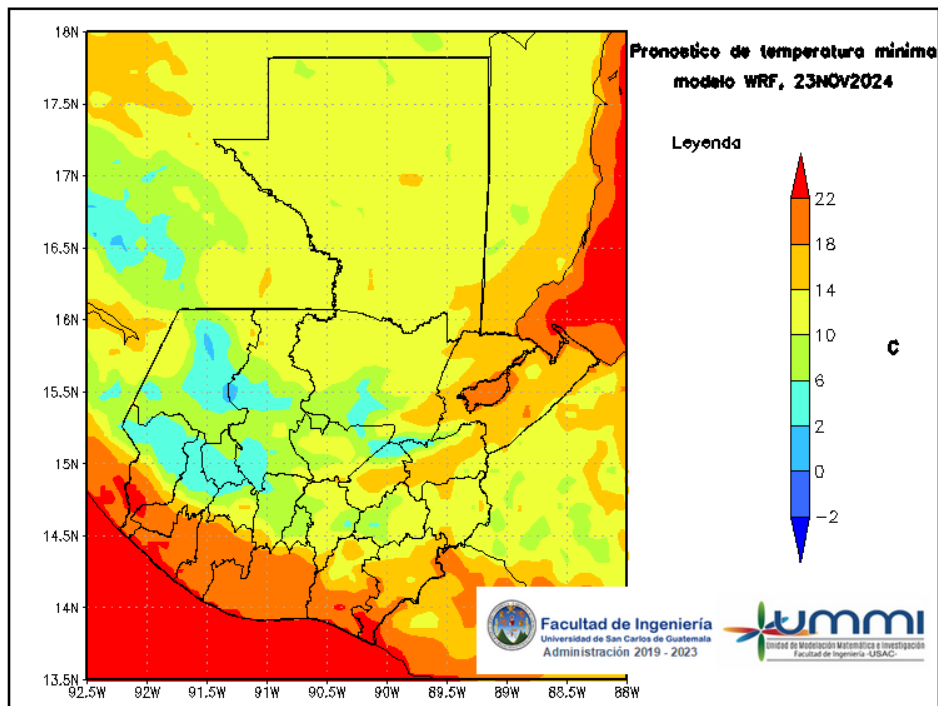 Pronostico de temperatura minima
modelo WRF, 23NOV2024
Leyenda
22
18
14
10
6
2
0
-2
C
18N
17.5N
17N
16.5N
16N
15.5N
15N
14.5N
14N
13.5N
92.5W
92W
91.5W
91W
90.5W
90W
89.5W
89W
88.5W
88W
Facultad de Ingeniería
Universidad de San Carlos de Guatemala
Administración 2019 - 2023
UMMI
Unidad de Modelación Matemática e Investigación
Facultad de Ingeniería -USAC-